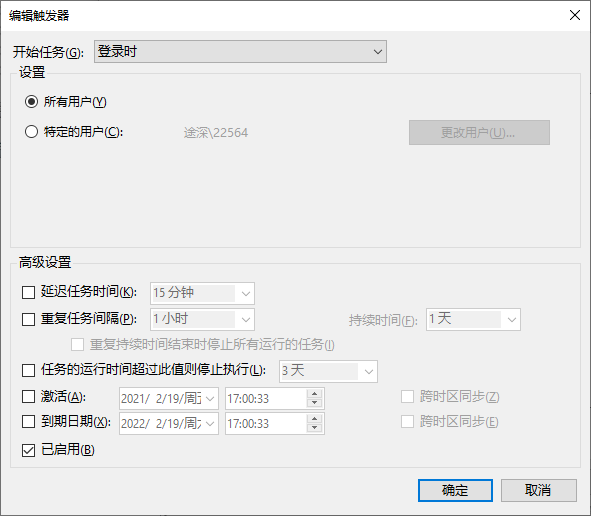 编辑触发器
开始任务(G): 登录时
设置
所有用户(Y)
特定的用户(C): 途深\22564 更改用户(U)...
高级设置
延迟任务时间(K): 15 分钟
重复任务间隔(P): 1 小时 持续时间(F): 1 天
重复持续时间结束时停止所有运行的任务(I)
任务的运行时间超过此值则停止执行(L): 3 天
激活(A): 2021/ 2/19/周 17:00:33 跨时区同步(Z)
到期日期(X): 2022/ 2/19/周 17:00:33 跨时区同步(E)
已启用(B)
确定 取消